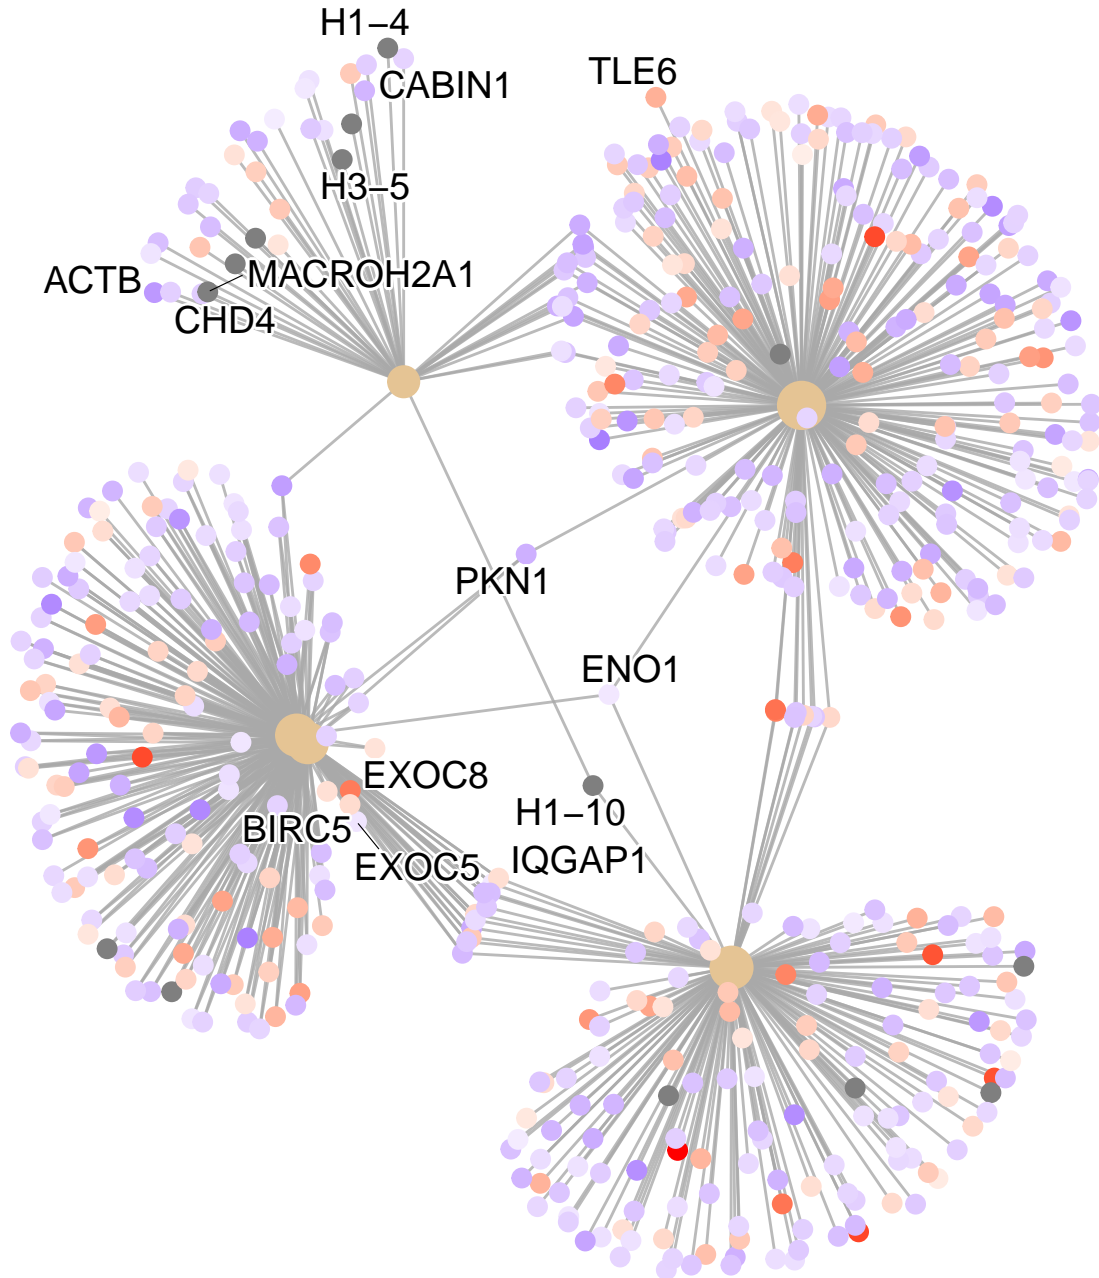 H1–4
CABIN1
TLE6
H3–5
ACTB
MACROH2A1
CHD4
PKN1
ENO1
EXOC8
H1–10
BIRC5
EXOC5
IQGAP1